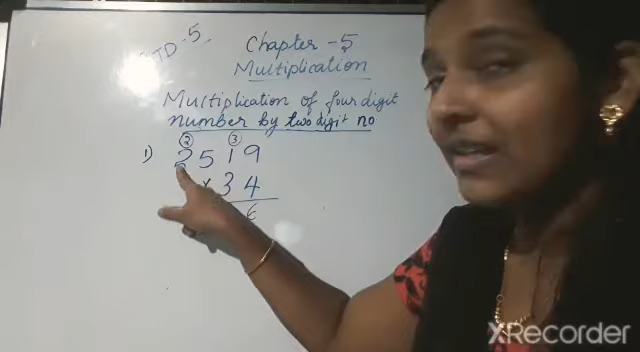 STD - 5
Chapter - 5
Multiplication
Multiplication of four digit
number by two digit no
② ③
1) 2519
× 34
6
XRecorder